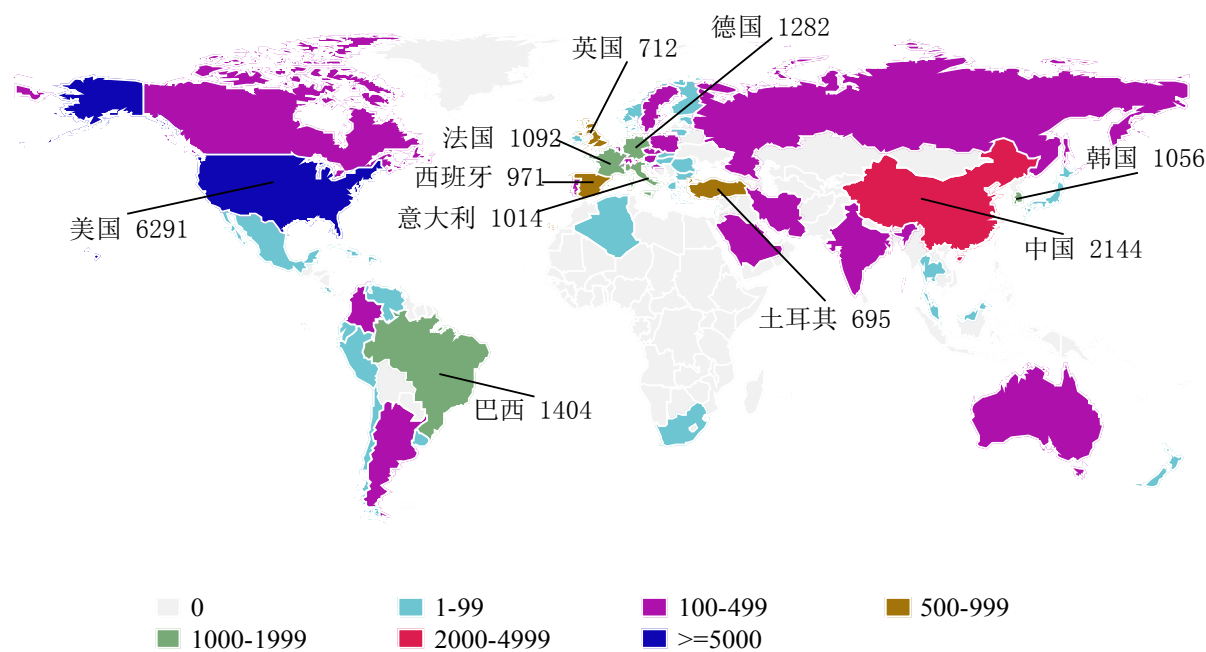 德国 1282
英国 712
法国 1092
韩国 1056
西班牙 971
意大利 1014
美国 6291
中国 2144
土耳其 695
巴西 1404
0 1-99 100-499 500-999
1000-1999 2000-4999 >=5000